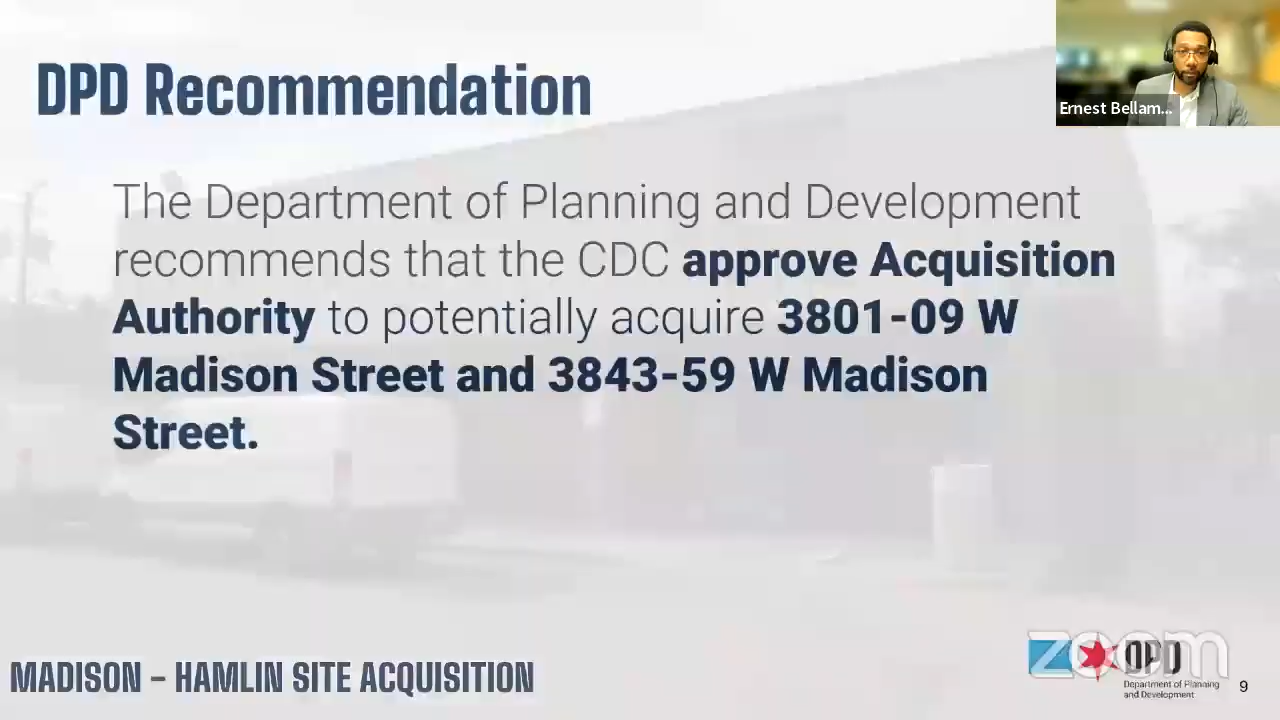 DPD Recommendation
Ernest Bellam...
The Department of Planning and Development
recommends that the CDC approve Acquisition
Authority to potentially acquire 3801-09 W
Madison Street and 3843-59 W Madison
Street.
MADISON – HAMLIN SITE ACQUISITION
zoom
DPD
Department of Planning
and Development
9